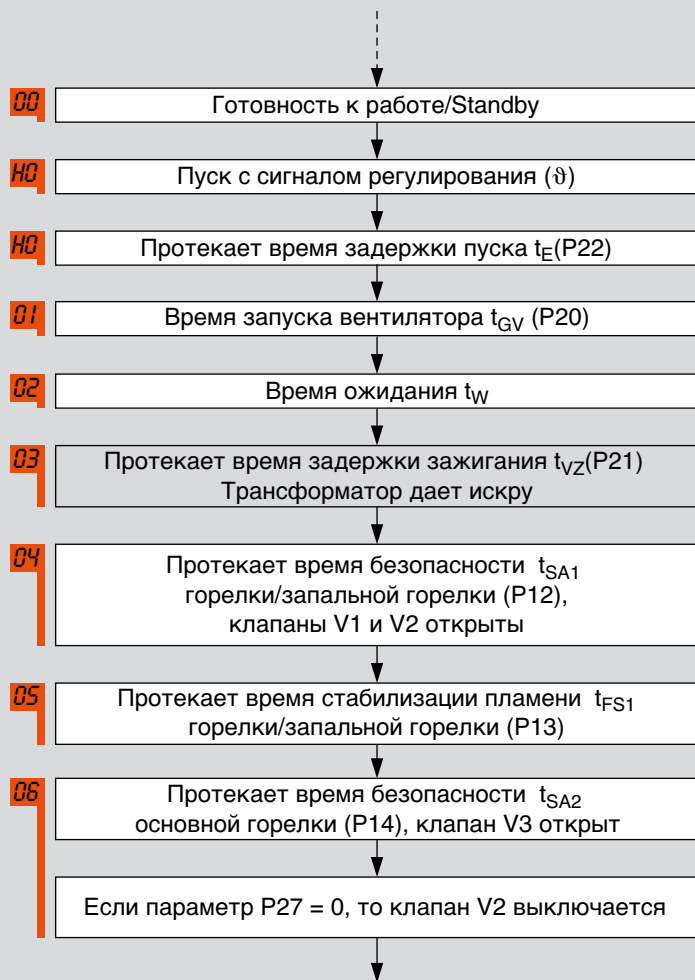 00
Готовность к работе/Standby
H0
Пуск с сигналом регулирования (ϑ)
H0
Протекает время задержки пуска tE(P22)
01
Время запуска вентилятора tGV (P20)
02
Время ожидания tW
03
Протекает время задержки зажигания tVZ(P21)
Трансформатор дает искру
04
Протекает время безопасности tSA1
горелки/запальной горелки (P12),
клапаны V1 и V2 открыты
05
Протекает время стабилизации пламени tFS1
горелки/запальной горелки (P13)
06
Протекает время безопасности tSA2
основной горелки (P14), клапан V3 открыт
Если параметр P27 = 0, то клапан V2 выключается